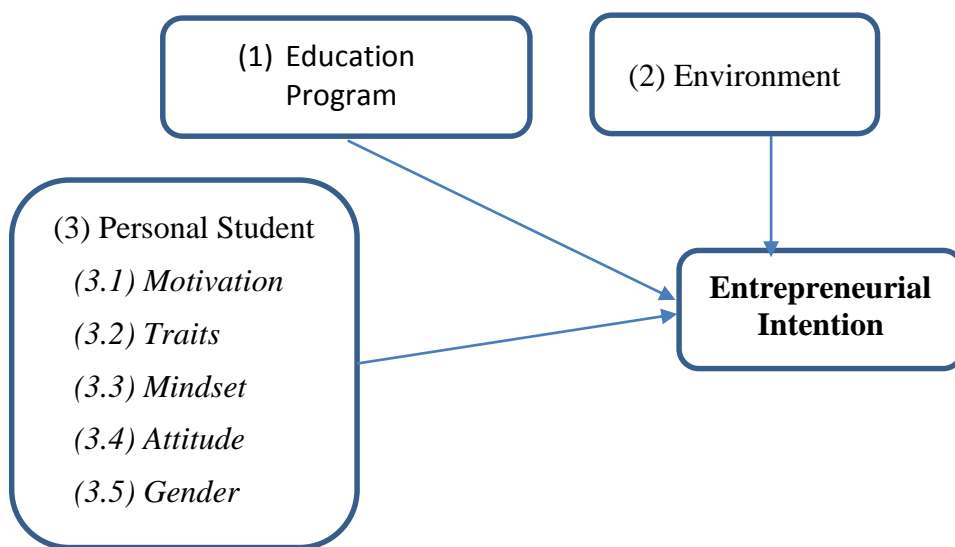 (1) Education
Program
(2) Environment
(3) Personal Student
(3.1) Motivation
(3.2) Traits
(3.3) Mindset
(3.4) Attitude
(3.5) Gender
Entrepreneurial
Intention